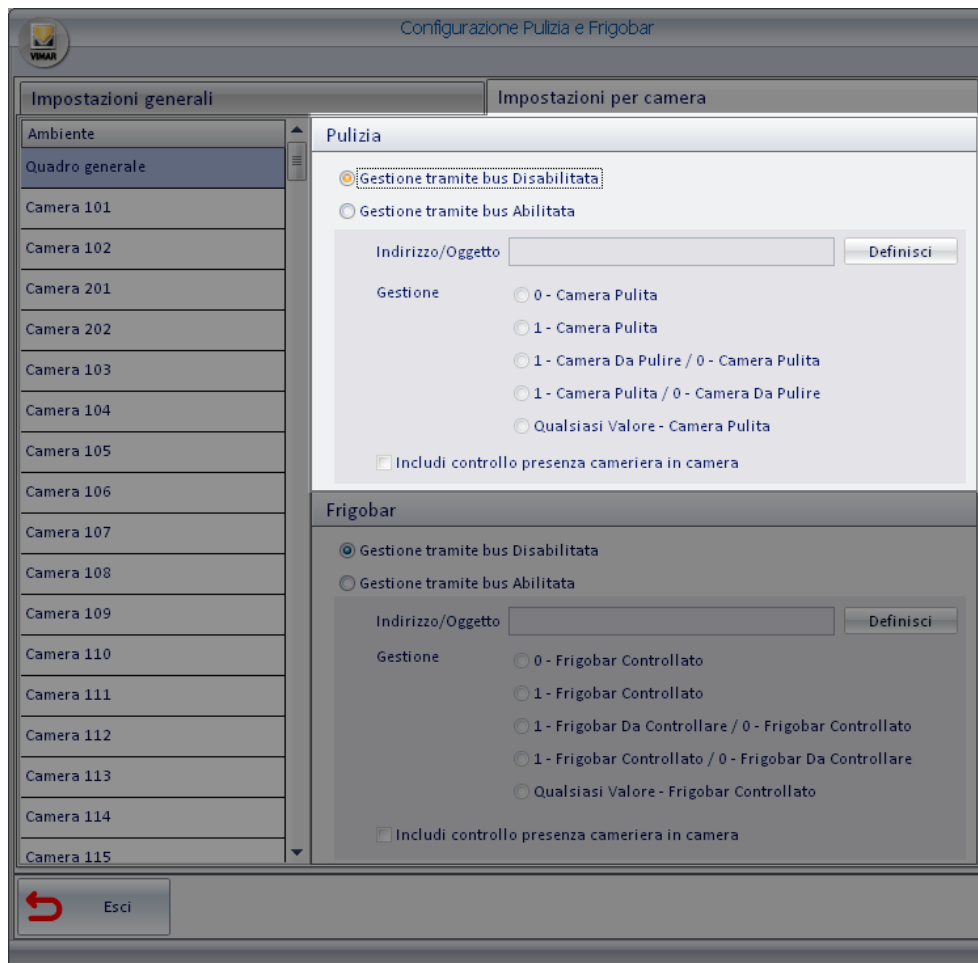 Configurazione Pulizia e Frigobar
VIMAR
Impostazioni generali
Impostazioni per camera
Ambiente
Quadro generale
Camera 101
Camera 102
Camera 201
Camera 202
Camera 103
Camera 104
Camera 105
Camera 106
Camera 107
Camera 108
Camera 109
Camera 110
Camera 111
Camera 112
Camera 113
Camera 114
Camera 115
Pulizia
Gestione tramite bus Disabilitata
Gestione tramite bus Abilitata
Indirizzo/Oggetto Definisci
Gestione 0 - Camera Pulita
1 - Camera Pulita
1 - Camera Da Pulire / 0 - Camera Pulita
1 - Camera Pulita / 0 - Camera Da Pulire
Qualsiasi Valore - Camera Pulita
Includi controllo presenza cameriera in camera
Frigobar
Gestione tramite bus Disabilitata
Gestione tramite bus Abilitata
Indirizzo/Oggetto Definisci
Gestione 0 - Frigobar Controllato
1 - Frigobar Controllato
1 - Frigobar Da Controllare / 0 - Frigobar Controllato
1 - Frigobar Controllato / 0 - Frigobar Da Controllare
Qualsiasi Valore - Frigobar Controllato
Includi controllo presenza cameriera in camera
Esci